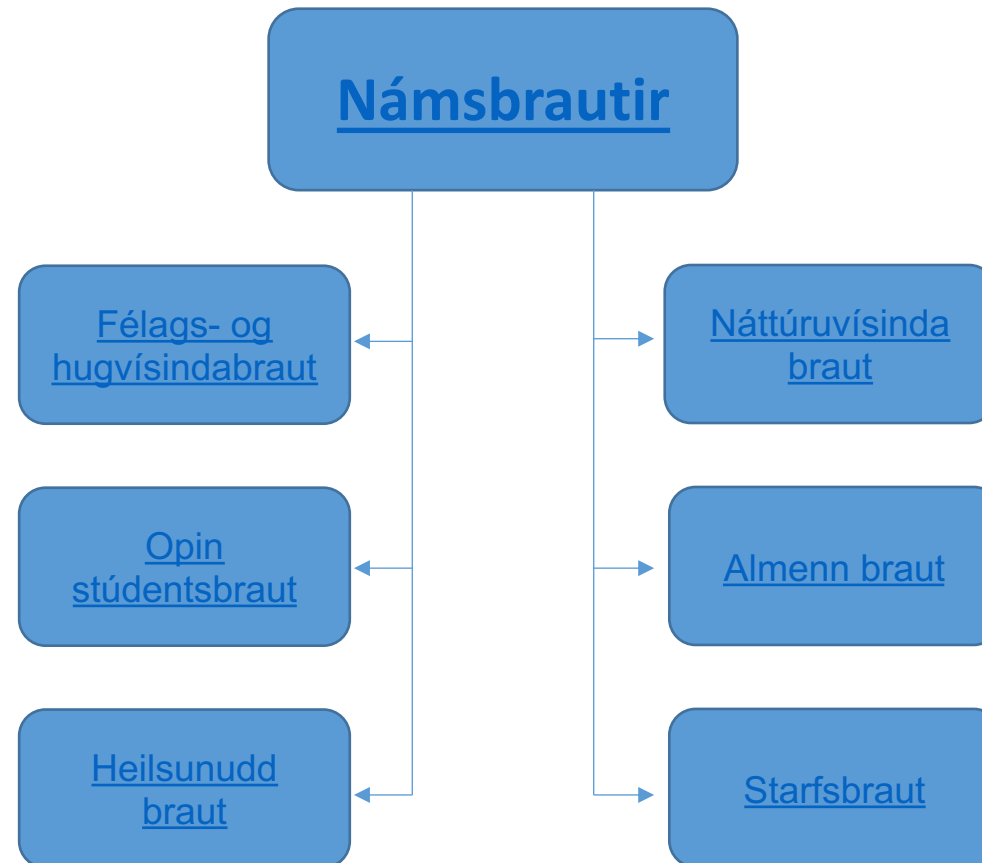 Námsbrautir
Félags- og
hugvísindabraut
Náttúruvísinda
braut
Opin
stúdentsbraut
Almenn braut
Heilsunudd
braut
Starfsbraut